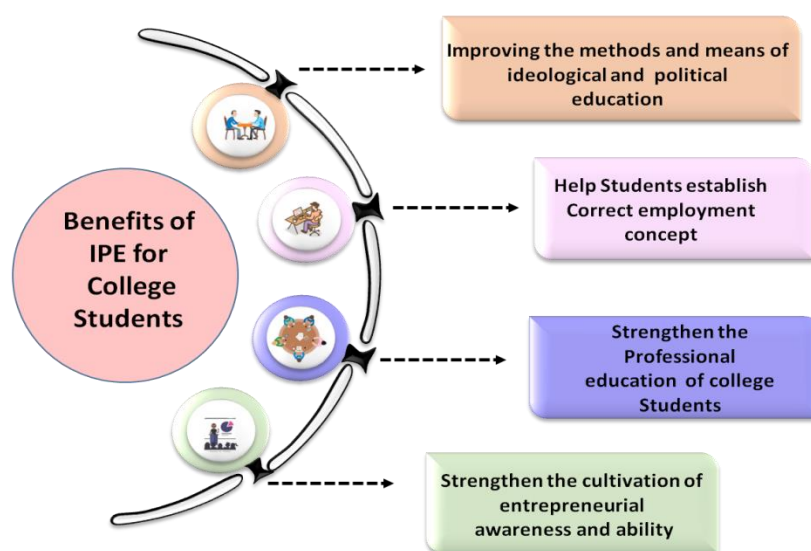 Benefits of
IPE for
College
Students
Improving the methods and means of
ideological and political
education
Help Students establish
Correct employment
concept
Strengthen the
Professional
education of college
Students
Strengthen the cultivation of
entrepreneurial
awareness and ability